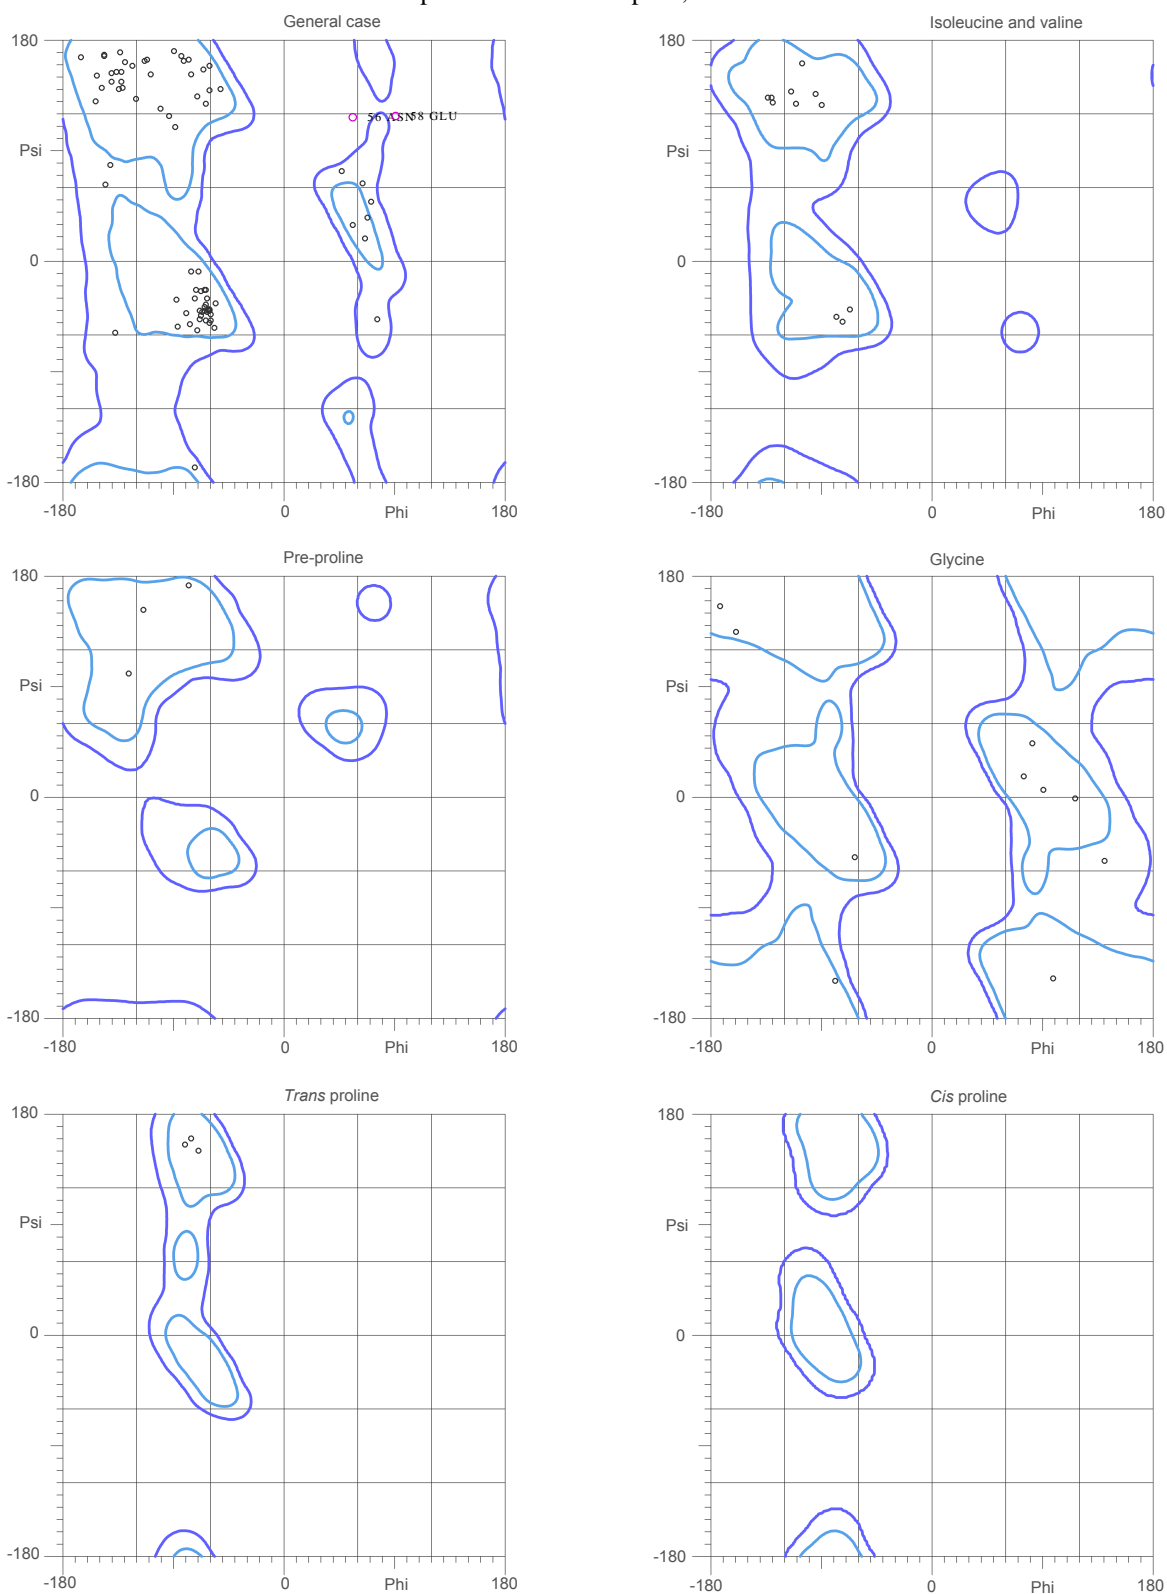 General case
Isoleucine and valine
180
Psi
0
-180
-180
0
Phi
180
56 ASN
58 GLU
180
Psi
0
-180
-180
0
Phi
180
Pre-proline
Glycine
180
Psi
0
-180
-180
0
Phi
180
180
Psi
0
-180
-180
0
Phi
180
Trans proline
Cis proline
180
Psi
0
-180
-180
0
Phi
180
180
Psi
0
-180
-180
0
Phi
180